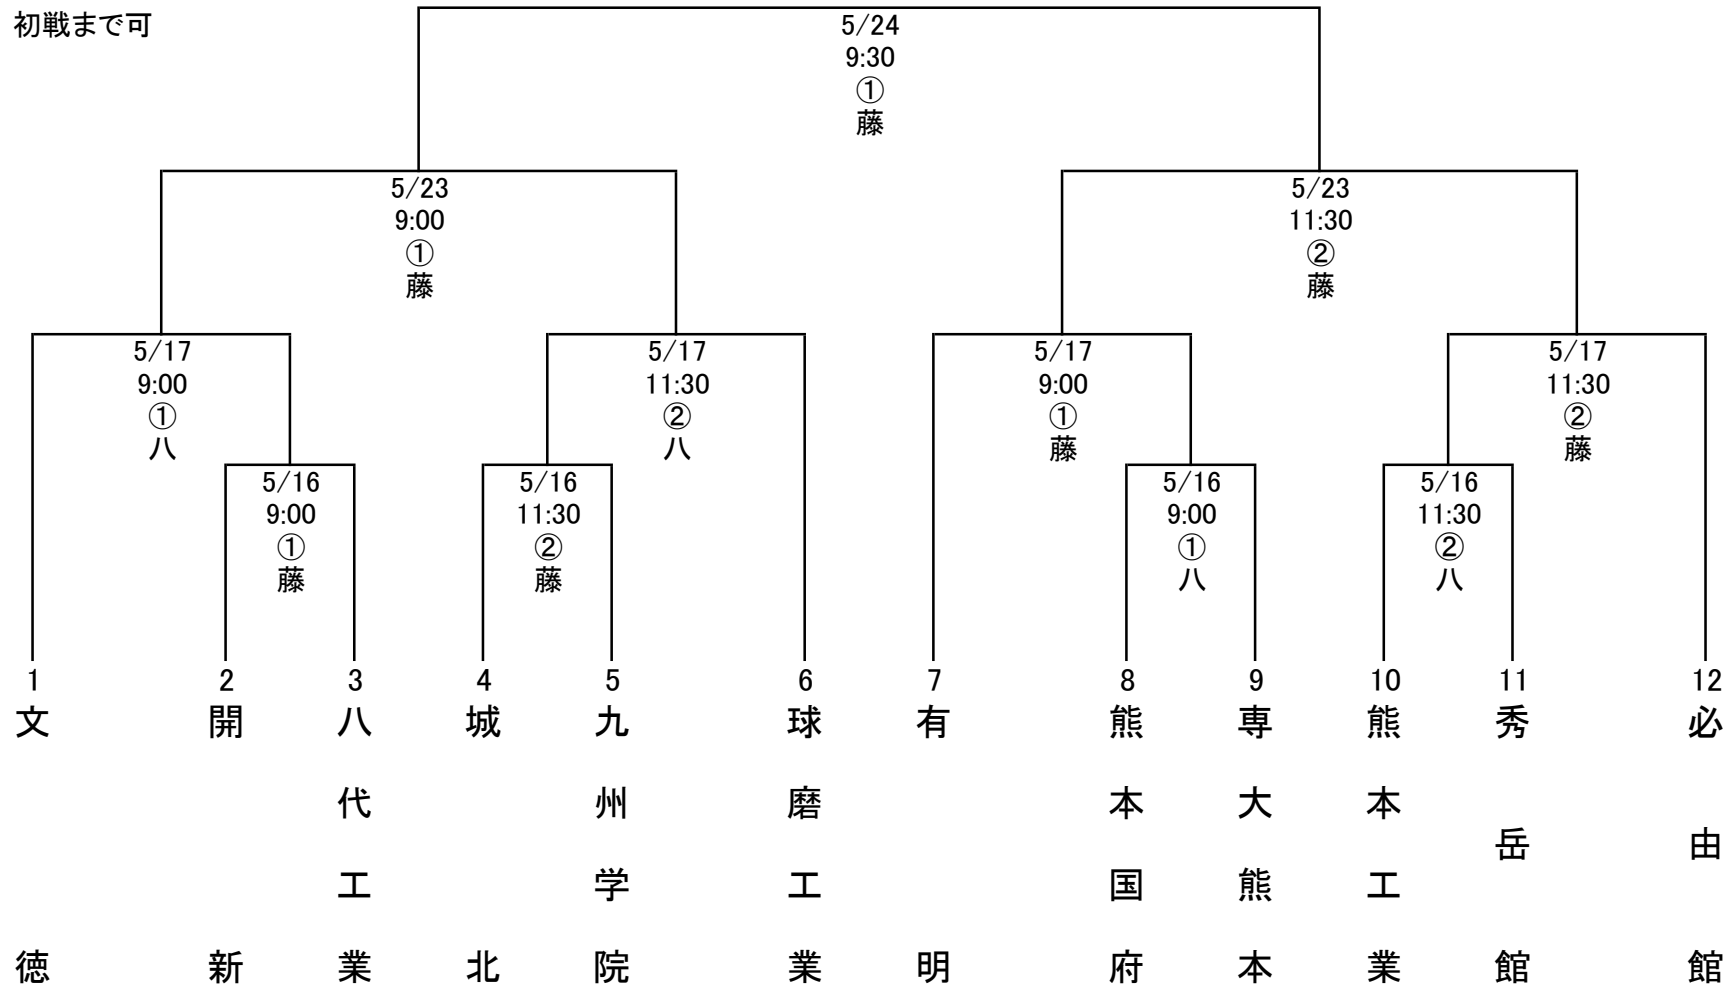 初戦まで可
5/24
9:30
①
藤
5/23
9:00
①
藤
5/23
11:30
②
藤
5/17
9:00
①
八
5/17
11:30
②
八
5/17
9:00
①
藤
5/17
11:30
②
藤
5/16
9:00
①
藤
5/16
11:30
②
藤
5/16
9:00
①
八
5/16
11:30
②
八
1
文徳
2
開新
3
八代工業
4
城北
5
九州学院
6
球磨工業
7
有明
8
熊本国府
9
専大熊本
10
熊本工業
11
秀岳館
12
必由館